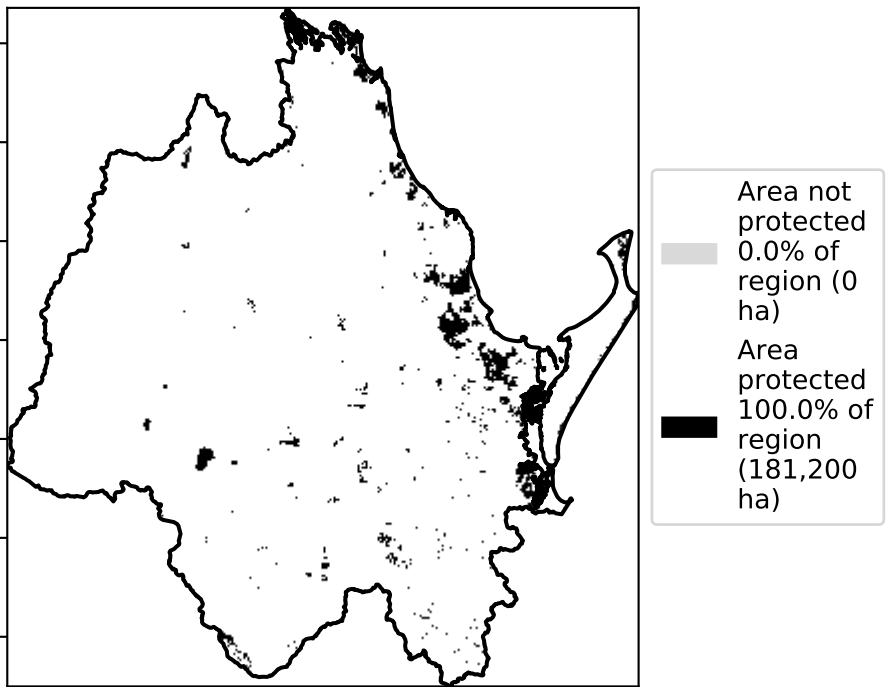 Area not
protected
0.0% of
region (0
ha)
Area
protected
100.0% of
region
(181,200
ha)